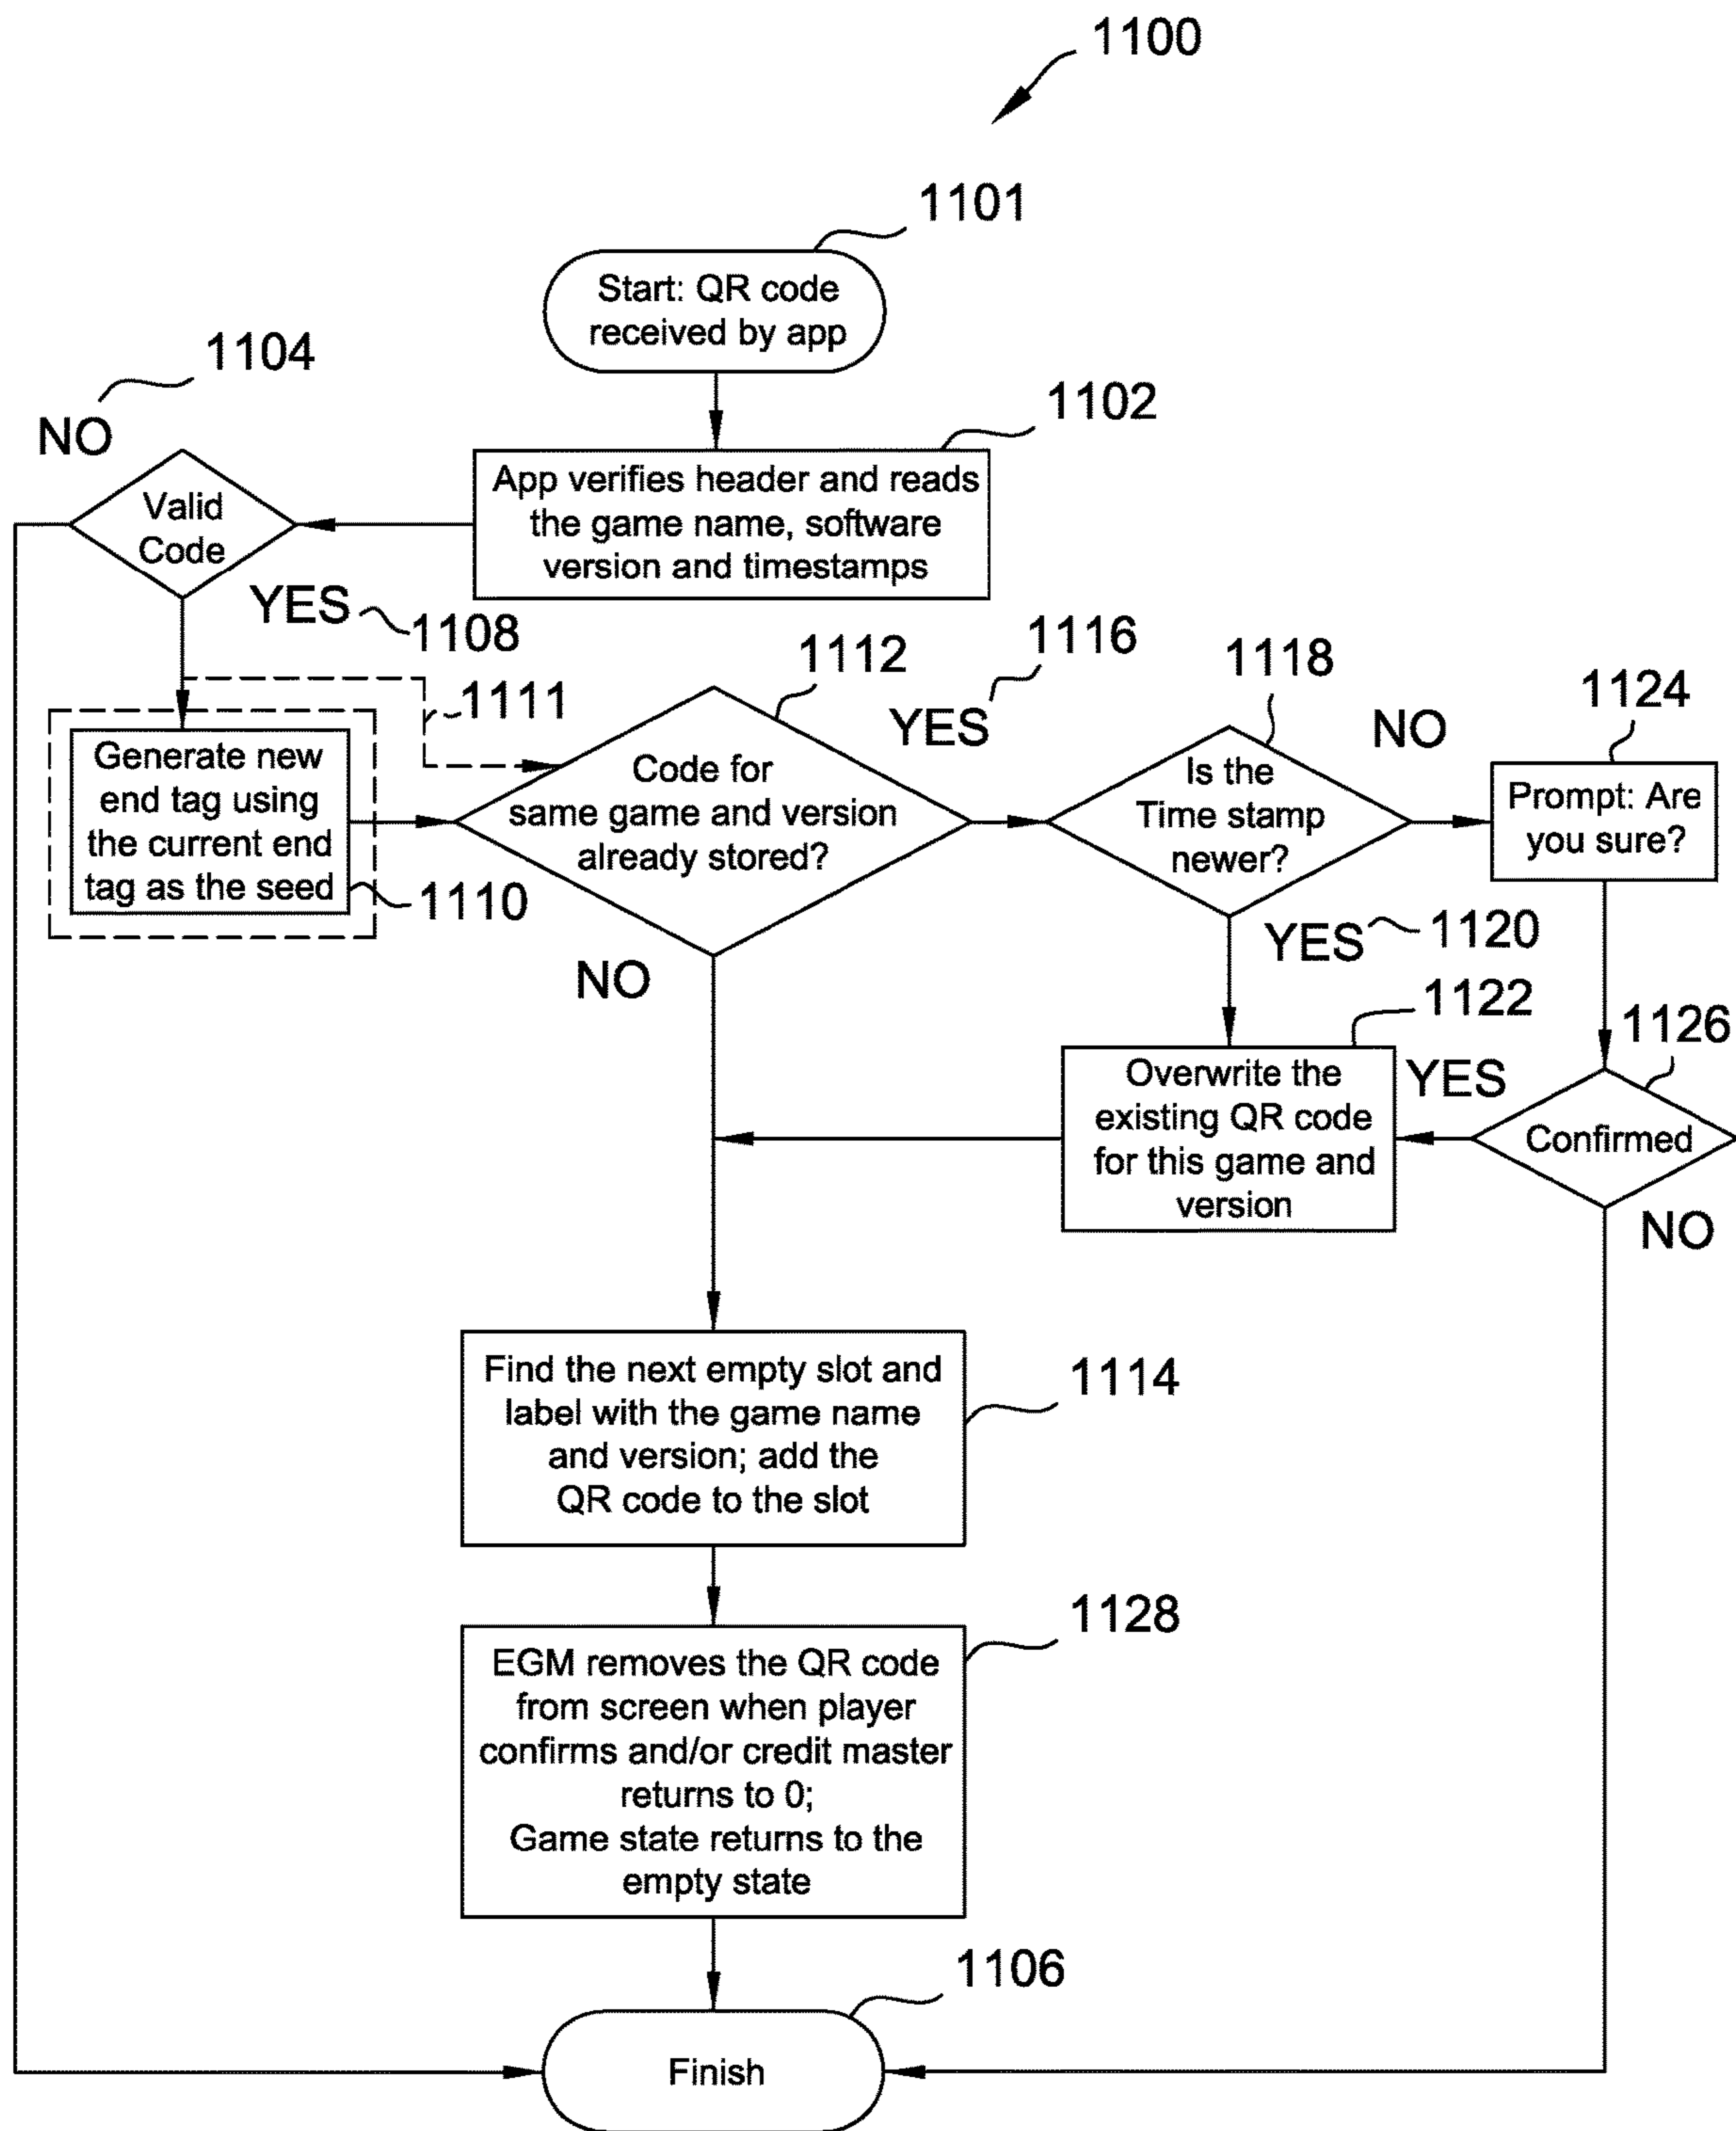 1100
1101
Start: QR code
received by app
1104
NO
1102
App verifies header and reads
the game name, software
version and timestamps
Valid
Code
YES
1108
1111
1112
1116
YES
1118
NO
1124
Generate new
end tag using
the current end
tag as the seed
1110
Code for
same game and version
already stored?
Is the
Time stamp
newer?
Prompt: Are
you sure?
NO
YES
1120
1122
1126
Overwrite the
existing QR code
for this game and
version
YES
Confirmed
NO
Find the next empty slot and
label with the game name
and version; add the
QR code to the slot
1114
1128
EGM removes the QR code
from screen when player
confirms and/or credit master
returns to 0;
Game state returns to the
empty state
1106
Finish